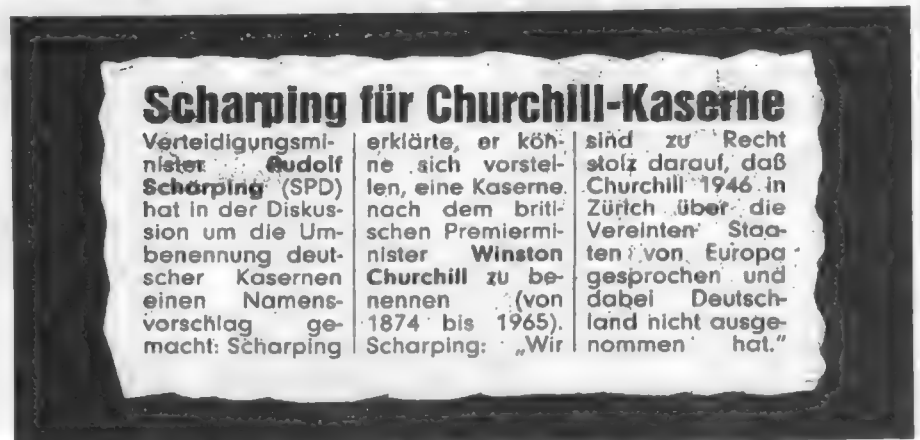 Scharping für Churchill-Kaserne
Verteidigungsmi-
nister Rudolf
Scharping (SPD)
hat in der Diskus-
sion um die Um-
benennung deut-
scher Kasernen
einen Namens-
vorschlag ge-
macht: Scharping
erklärte, er kön-
ne sich vorstel-
len, eine Kaserne
nach dem briti-
schen Premiermi-
nister Winston
Churchill zu be-
nennen (von
1874 bis 1965).
Scharping: „Wir
sind zu Recht
stolz darauf, daß
Churchill 1946 in
Zürich über die
Vereinten Staa-
ten von Europa
gesprochen und
dabei Deutsch-
land nicht ausge-
nommen hat."